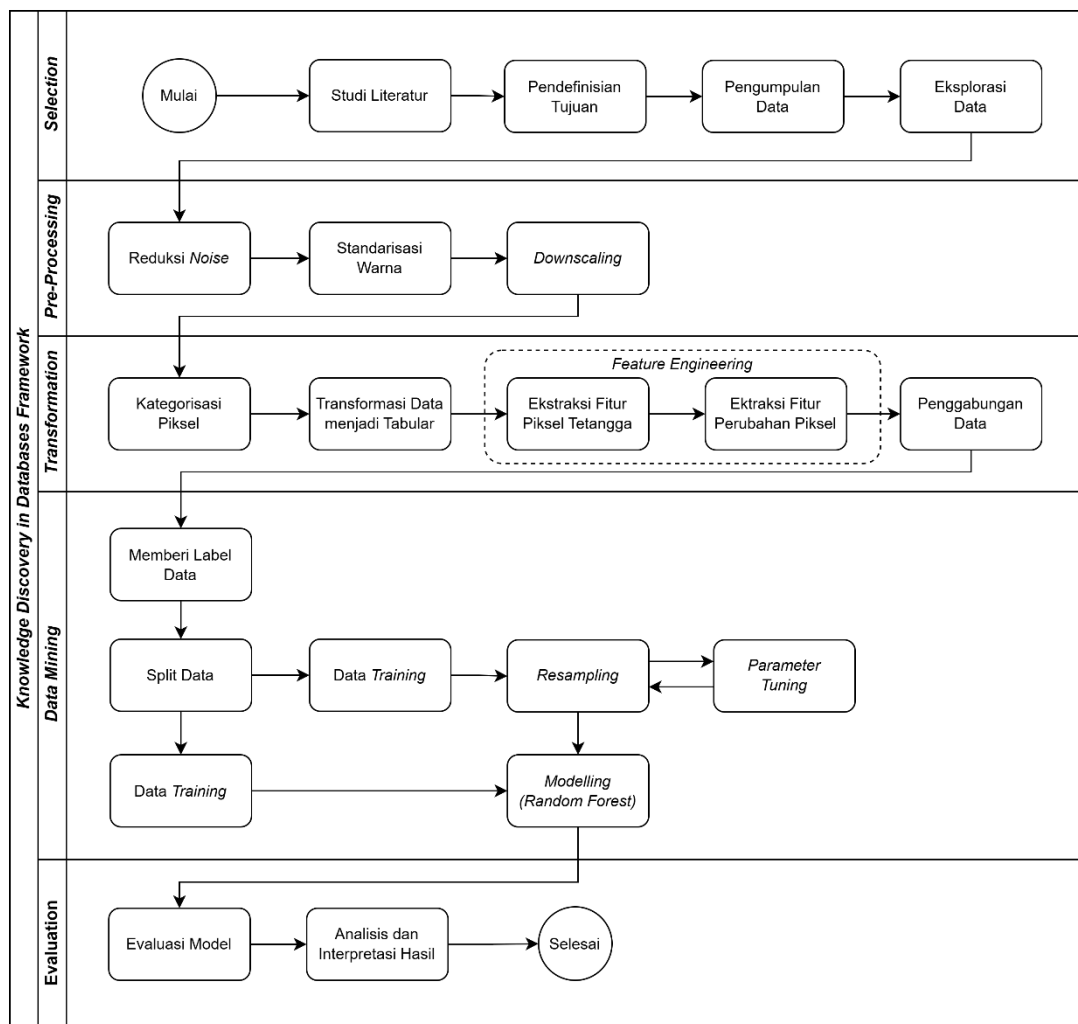 Knowledge Discovery in Databases Framework
Selection
Mulai
Studi Literatur
Pendefinisian
Tujuan
Pengumpulan
Data
Eksplorasi
Data
Pre-Processing
Reduksi Noise
Standarisasi
Warna
Downscaling
Transformation
Kategorisasi
Piksel
Transformasi Data
menjadi Tabular
Feature Engineering
Ekstraksi Fitur
Piksel Tetangga
Ektraksi Fitur
Perubahan Piksel
Penggabungan
Data
Data Mining
Memberi Label
Data
Split Data
Data Training
Resampling
Parameter
Tuning
Data Training
Modelling
(Random Forest)
Evaluation
Evaluasi Model
Analisis dan
Interpretasi Hasil
Selesai